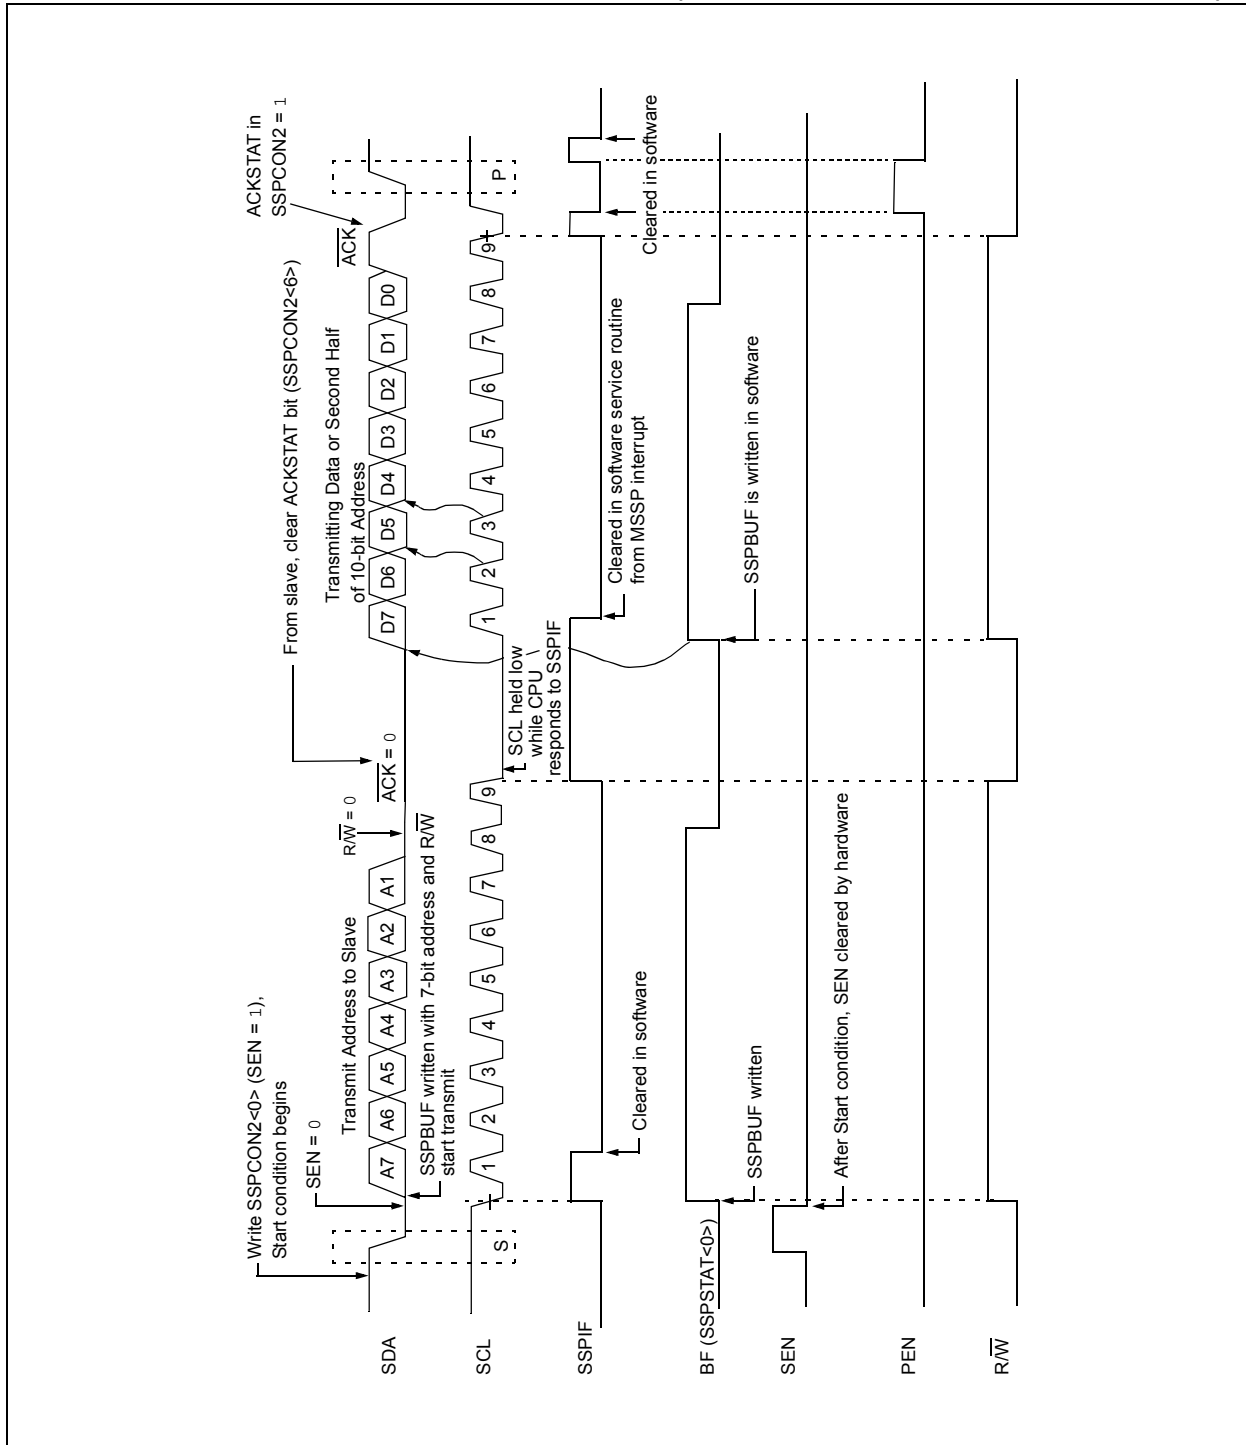 Write SSPCON2<0> (SEN = 1),
Start condition begins
SEN = 0
Transmit Address to Slave
R/W = 0
From slave, clear ACKSTAT bit (SSPCON2<6>)
ACK = 0
Transmitting Data or Second Half
of 10-bit Address
ACKSTAT in
SSPCON2 = 1
ACK
SDA
A7 A6 A5 A4 A3 A2 A1
D7 D6 D5 D4 D3 D2 D1 D0
SSPBUF written with 7-bit address and R/W
start transmit
SCL
S
1 2 3 4 5 6 7 8 9
1 2 3 4 5 6 7 8 9
P
SCL held low
while CPU
responds to SSPIF
SSPIF
Cleared in software
Cleared in software service routine
from MSSP interrupt
Cleared in software
Cleared in software
BF (SSPSTAT<0>)
SSPBUF written
SSPBUF is written in software
SEN
After Start condition, SEN cleared by hardware
PEN
R/W